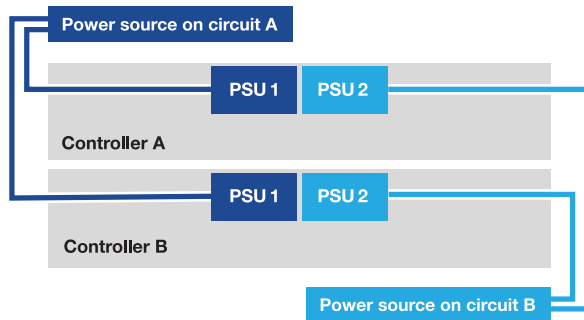 Power source on circuit A
PSU 1 PSU 2
Controller A
PSU 1 PSU 2
Controller B
Power source on circuit B